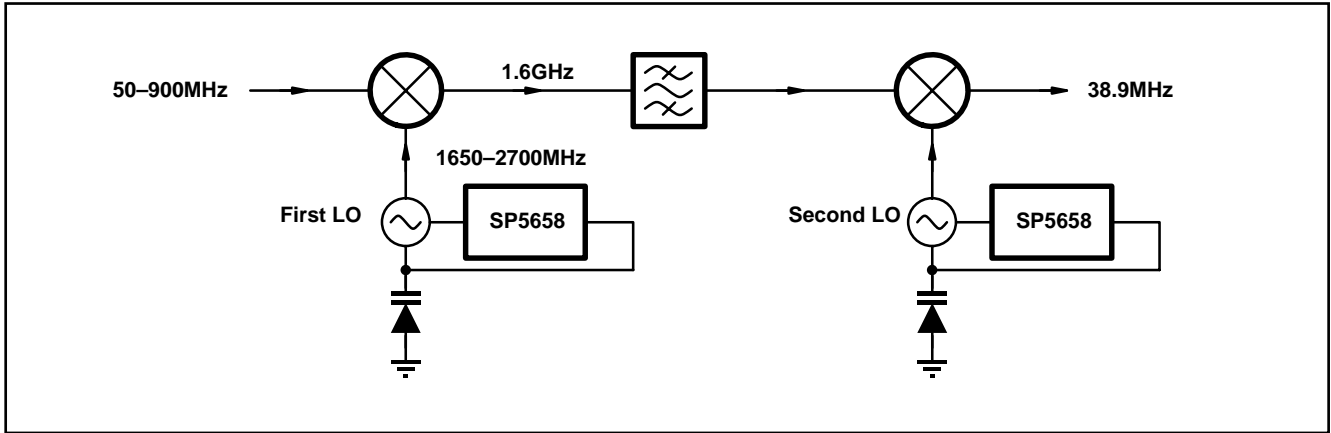 50–900MHz
1.6GHz
38.9MHz
1650–2700MHz
First LO
SP5658
Second LO
SP5658